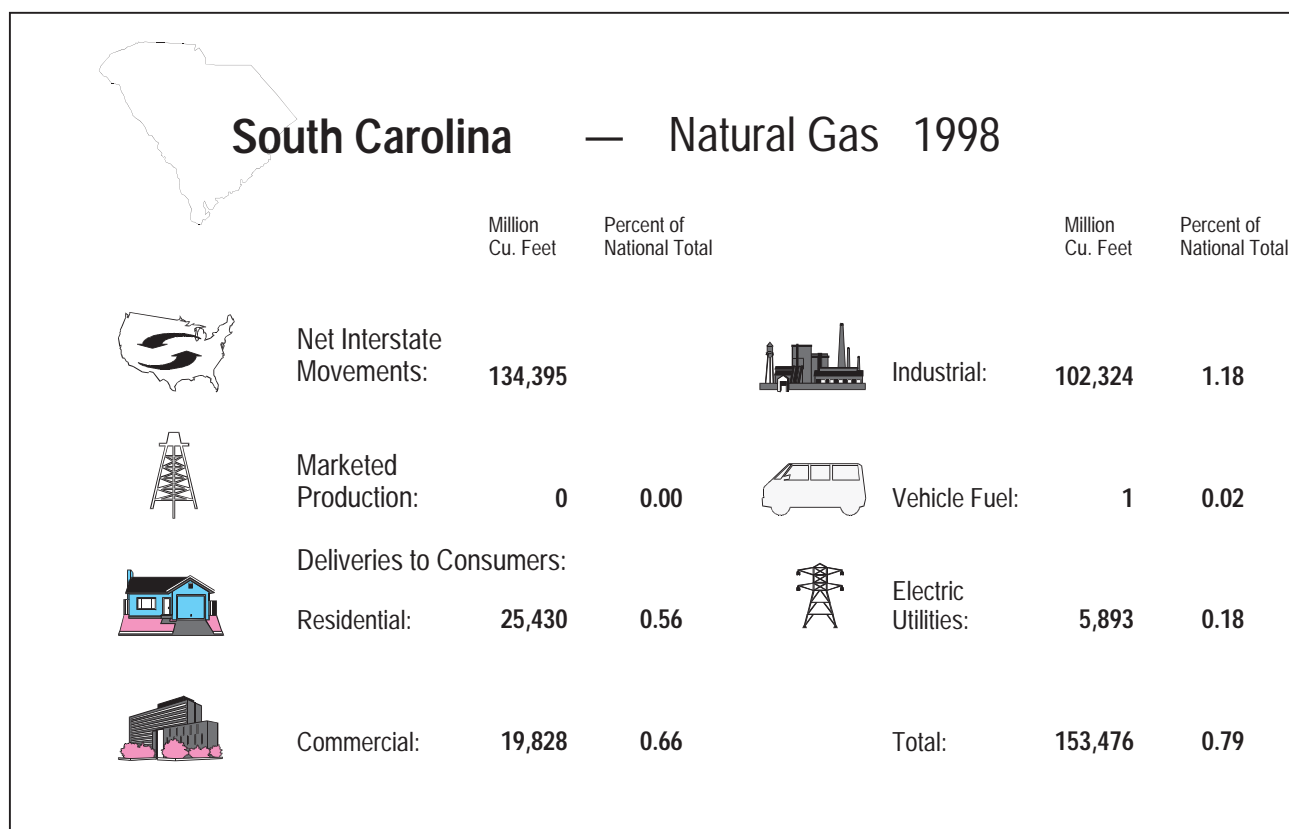 South Carolina — Natural Gas 1998
Million Cu. Feet
Percent of National Total
Million Cu. Feet
Percent of National Total
Net Interstate
Movements: 134,395
Industrial: 102,324 1.18
Marketed
Production: 0 0.00
Vehicle Fuel: 1 0.02
Deliveries to Consumers:
Residential: 25,430 0.56
Electric
Utilities: 5,893 0.18
Commercial: 19,828 0.66
Total: 153,476 0.79